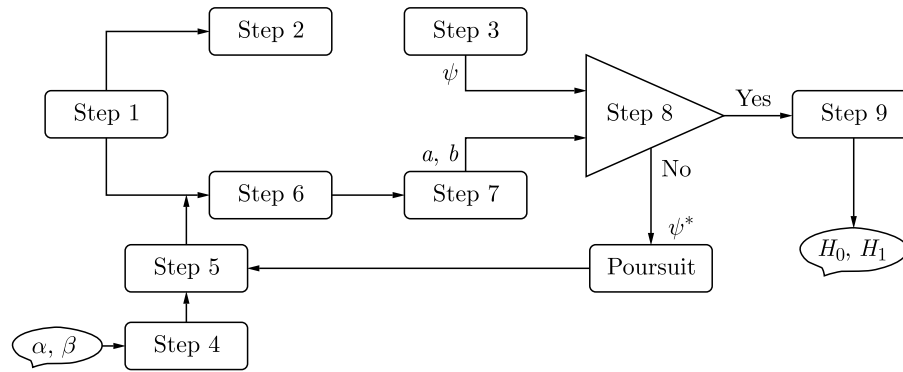 Step 2
Step 3
ψ
Step 1
Step 8
Yes
Step 9
a, b
No
Step 6
Step 7
ψ*
H₀, H₁
Step 5
Poursuit
α, β
Step 4